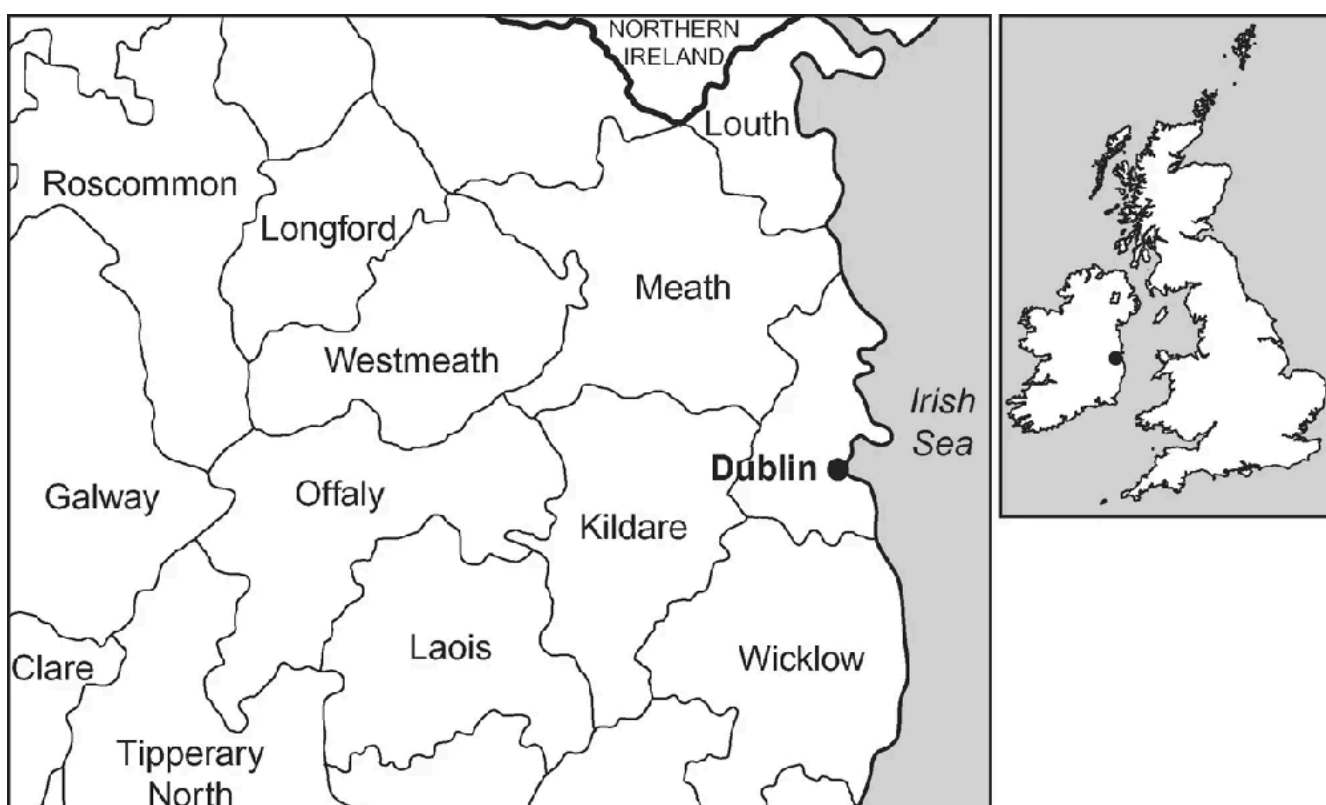 NORTHERN
IRELAND
Louth
Roscommon
Longford
Meath
Westmeath
Irish
Sea
Dublin
Galway
Offaly
Kildare
Laois
Wicklow
Clare
Tipperary
North